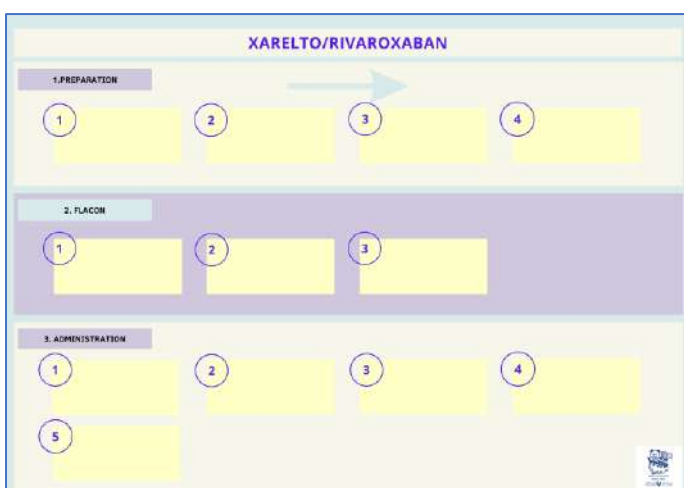 XARELTO/RIVAROXABAN
1.PREPARATION
1 2 3 4
2. FLACON
1 2 3
3. ADMINISTRATION
1 2 3 4
5